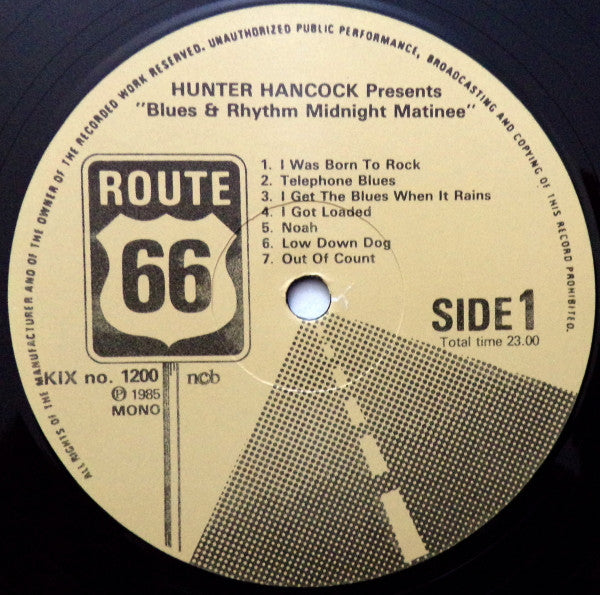 ALL RIGHTS OF THE MANUFACTURER AND OF THE OWNER OF THE RECORDED WORK RESERVED. UNAUTHORIZED PUBLIC PERFORMANCE, BROADCASTING AND COPYING OF THIS RECORD PROHIBITED.
HUNTER HANCOCK Presents
"Blues & Rhythm Midnight Matinee"
ROUTE
66
1. I Was Born To Rock
2. Telephone Blues
3. I Get The Blues When It Rains
4. I Got Loaded
5. Noah
6. Low Down Dog
7. Out Of Count
SIDE 1
Total time 23.00
KIX no. 1200 ncb
℗ 1985
MONO